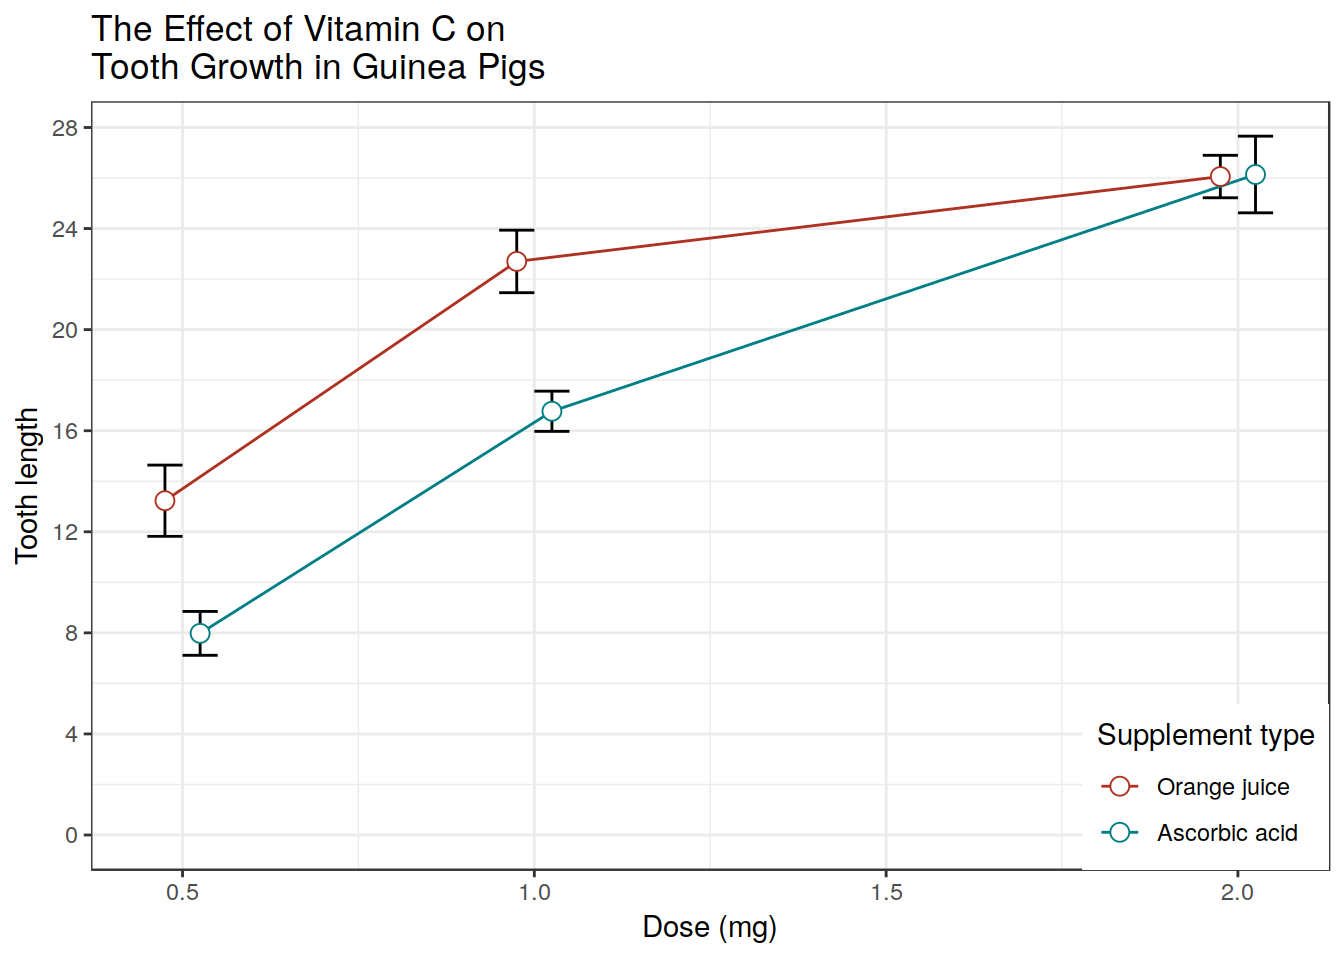 The Effect of Vitamin C on
Tooth Growth in Guinea Pigs
28
24
20
16
12
8
4
0
Tooth length
0.5
1.0
1.5
2.0
Dose (mg)
Supplement type
Orange juice
Ascorbic acid